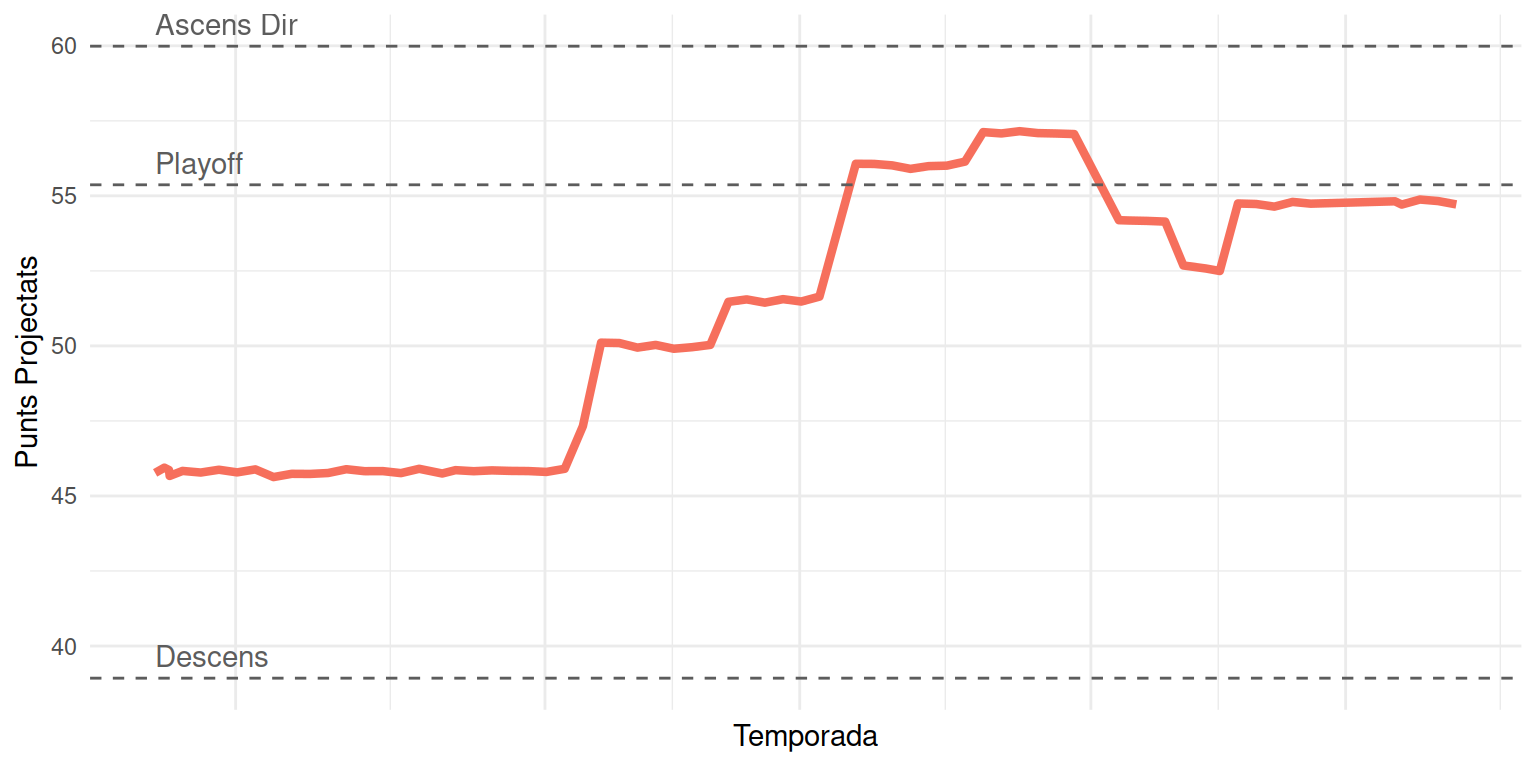 Ascens Dir
60
Playoff
55
50
45
40
Descens
Punts Projectats
Temporada